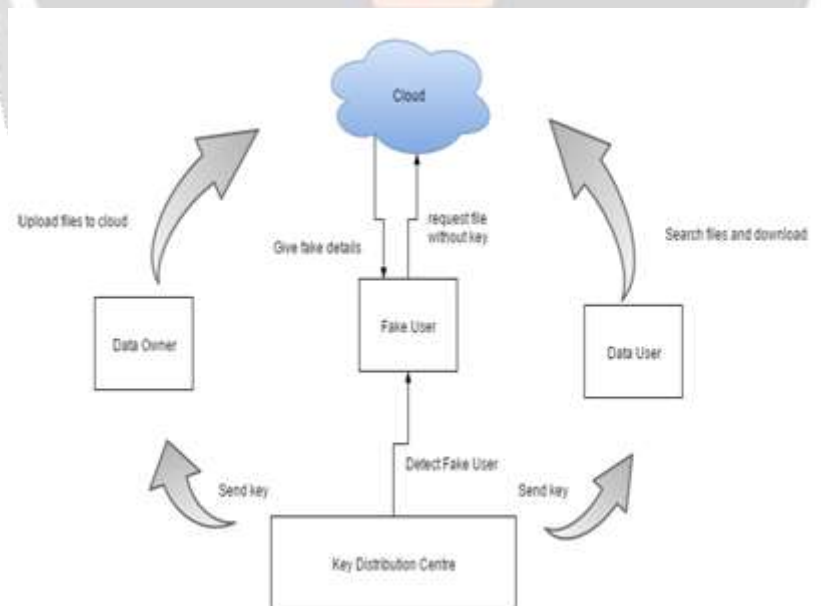 Cloud
Upload files to cloud
Give fake details
request file
without key
Search files and download
Data Owner
Fake User
Data User
Detect Fake User
Send key
Send key
Key Distribution Centre